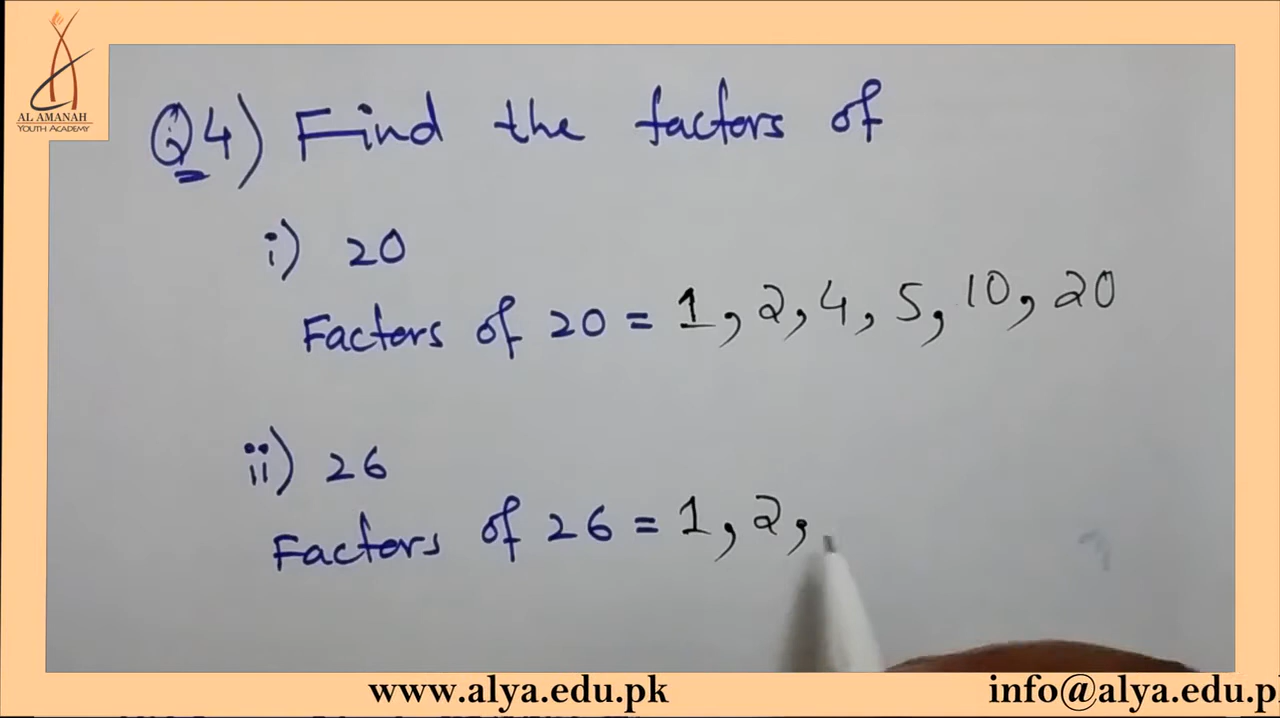 AL AMANAH
YOUTH ACADEMY
Q4) Find the factors of
i) 20
Factors of 20 = 1, 2, 4, 5, 10, 20
ii) 26
Factors of 26 = 1, 2,
www.alya.edu.pk
info@alya.edu.p